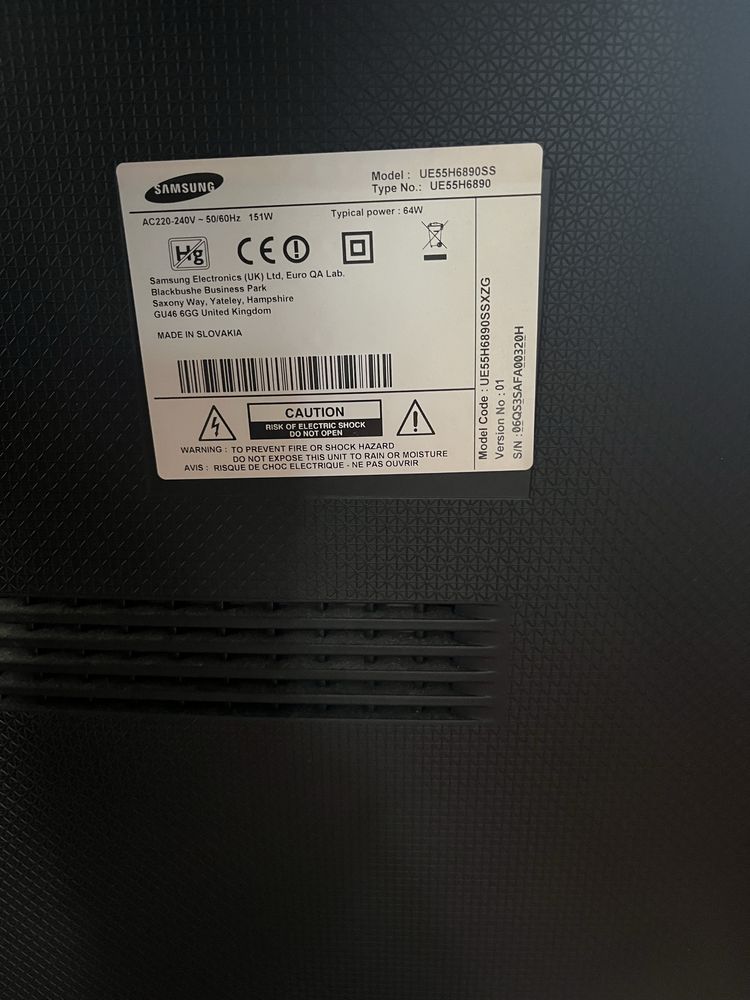 SAMSUNG
Model : UE55H6890SS
Type No.: UE55H6890
AC220-240V ~ 50/60Hz 151W
Typical power : 64W
Hg
CE
Samsung Electronics (UK) Ltd, Euro QA Lab.
Blackbushe Business Park
Saxony Way, Yateley, Hampshire
GU46 6GG United Kingdom
MADE IN SLOVAKIA
CAUTION
RISK OF ELECTRIC SHOCK
DO NOT OPEN
WARNING : TO PREVENT FIRE OR SHOCK HAZARD
DO NOT EXPOSE THIS UNIT TO RAIN OR MOISTURE
AVIS : RISQUE DE CHOC ELECTRIQUE - NE PAS OUVRIR
Model Code : UE55H6890SSXZG
Version No : 01
S/N : 06QS3SAFA00320H